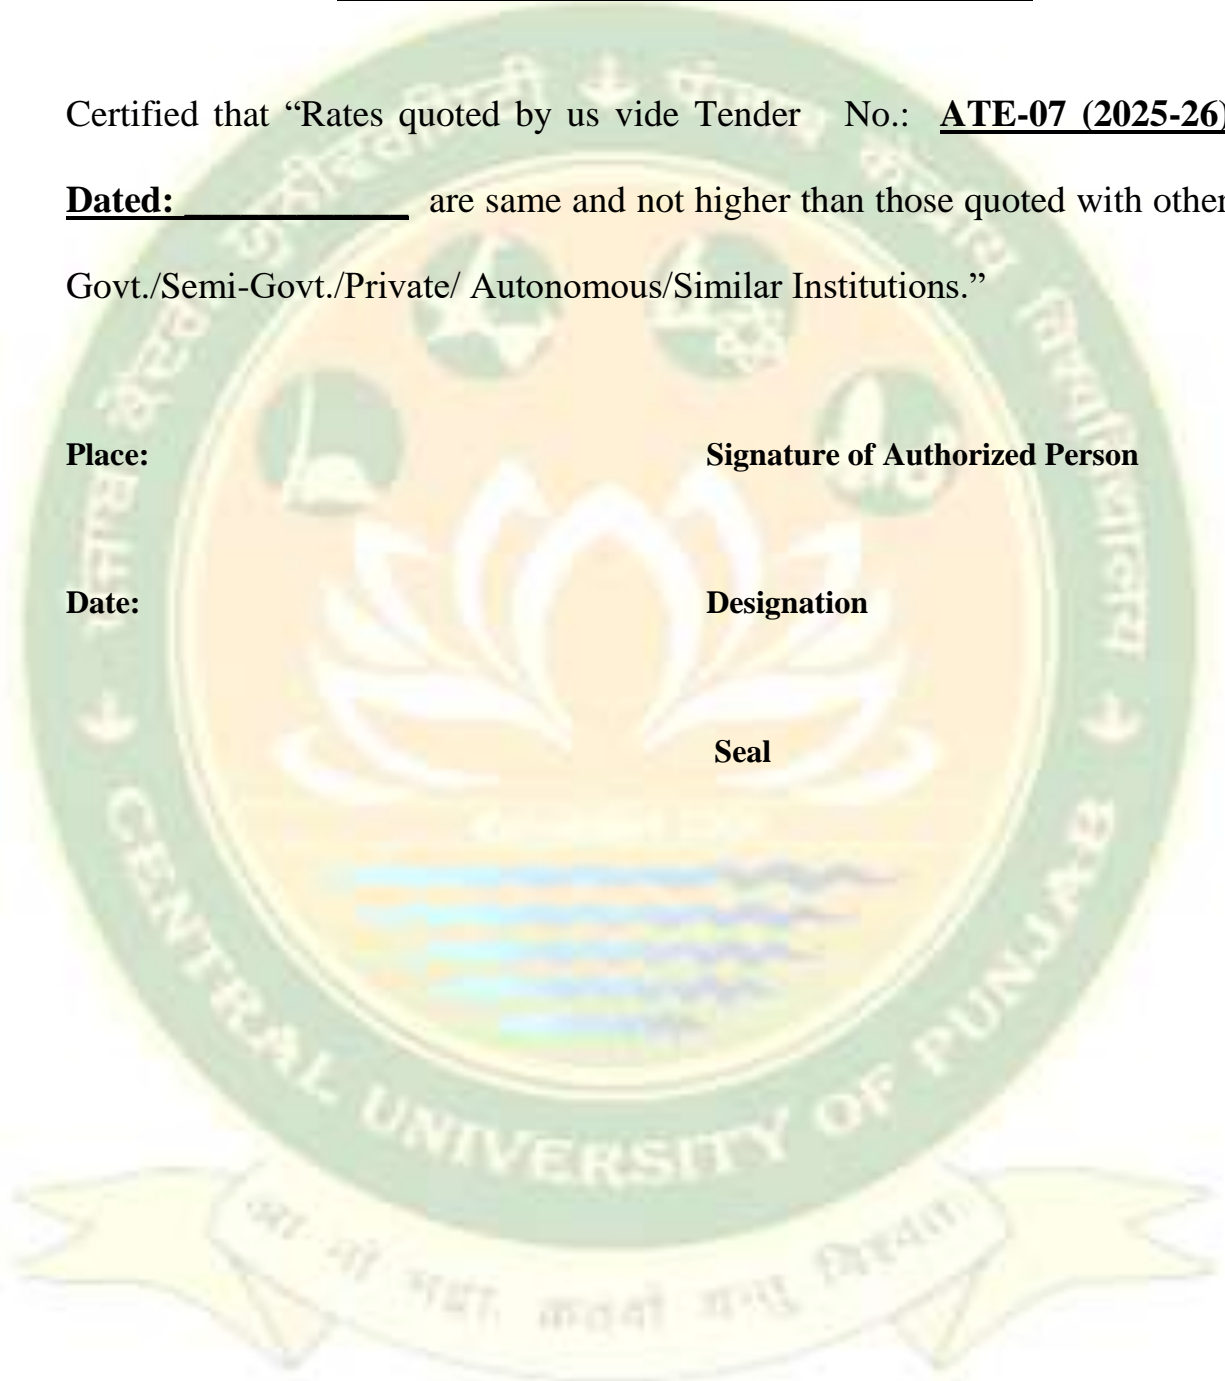 Certified that “Rates quoted by us vide Tender No.: ATE-07 (2025-26)
Dated: ____________ are same and not higher than those quoted with other
Govt./Semi-Govt./Private/ Autonomous/Similar Institutions.”
Place: Signature of Authorized Person
Date: Designation
Seal
पंजाब केन्द्रीय विश्वविद्यालय
CENTRAL UNIVERSITY OF PUNJAB